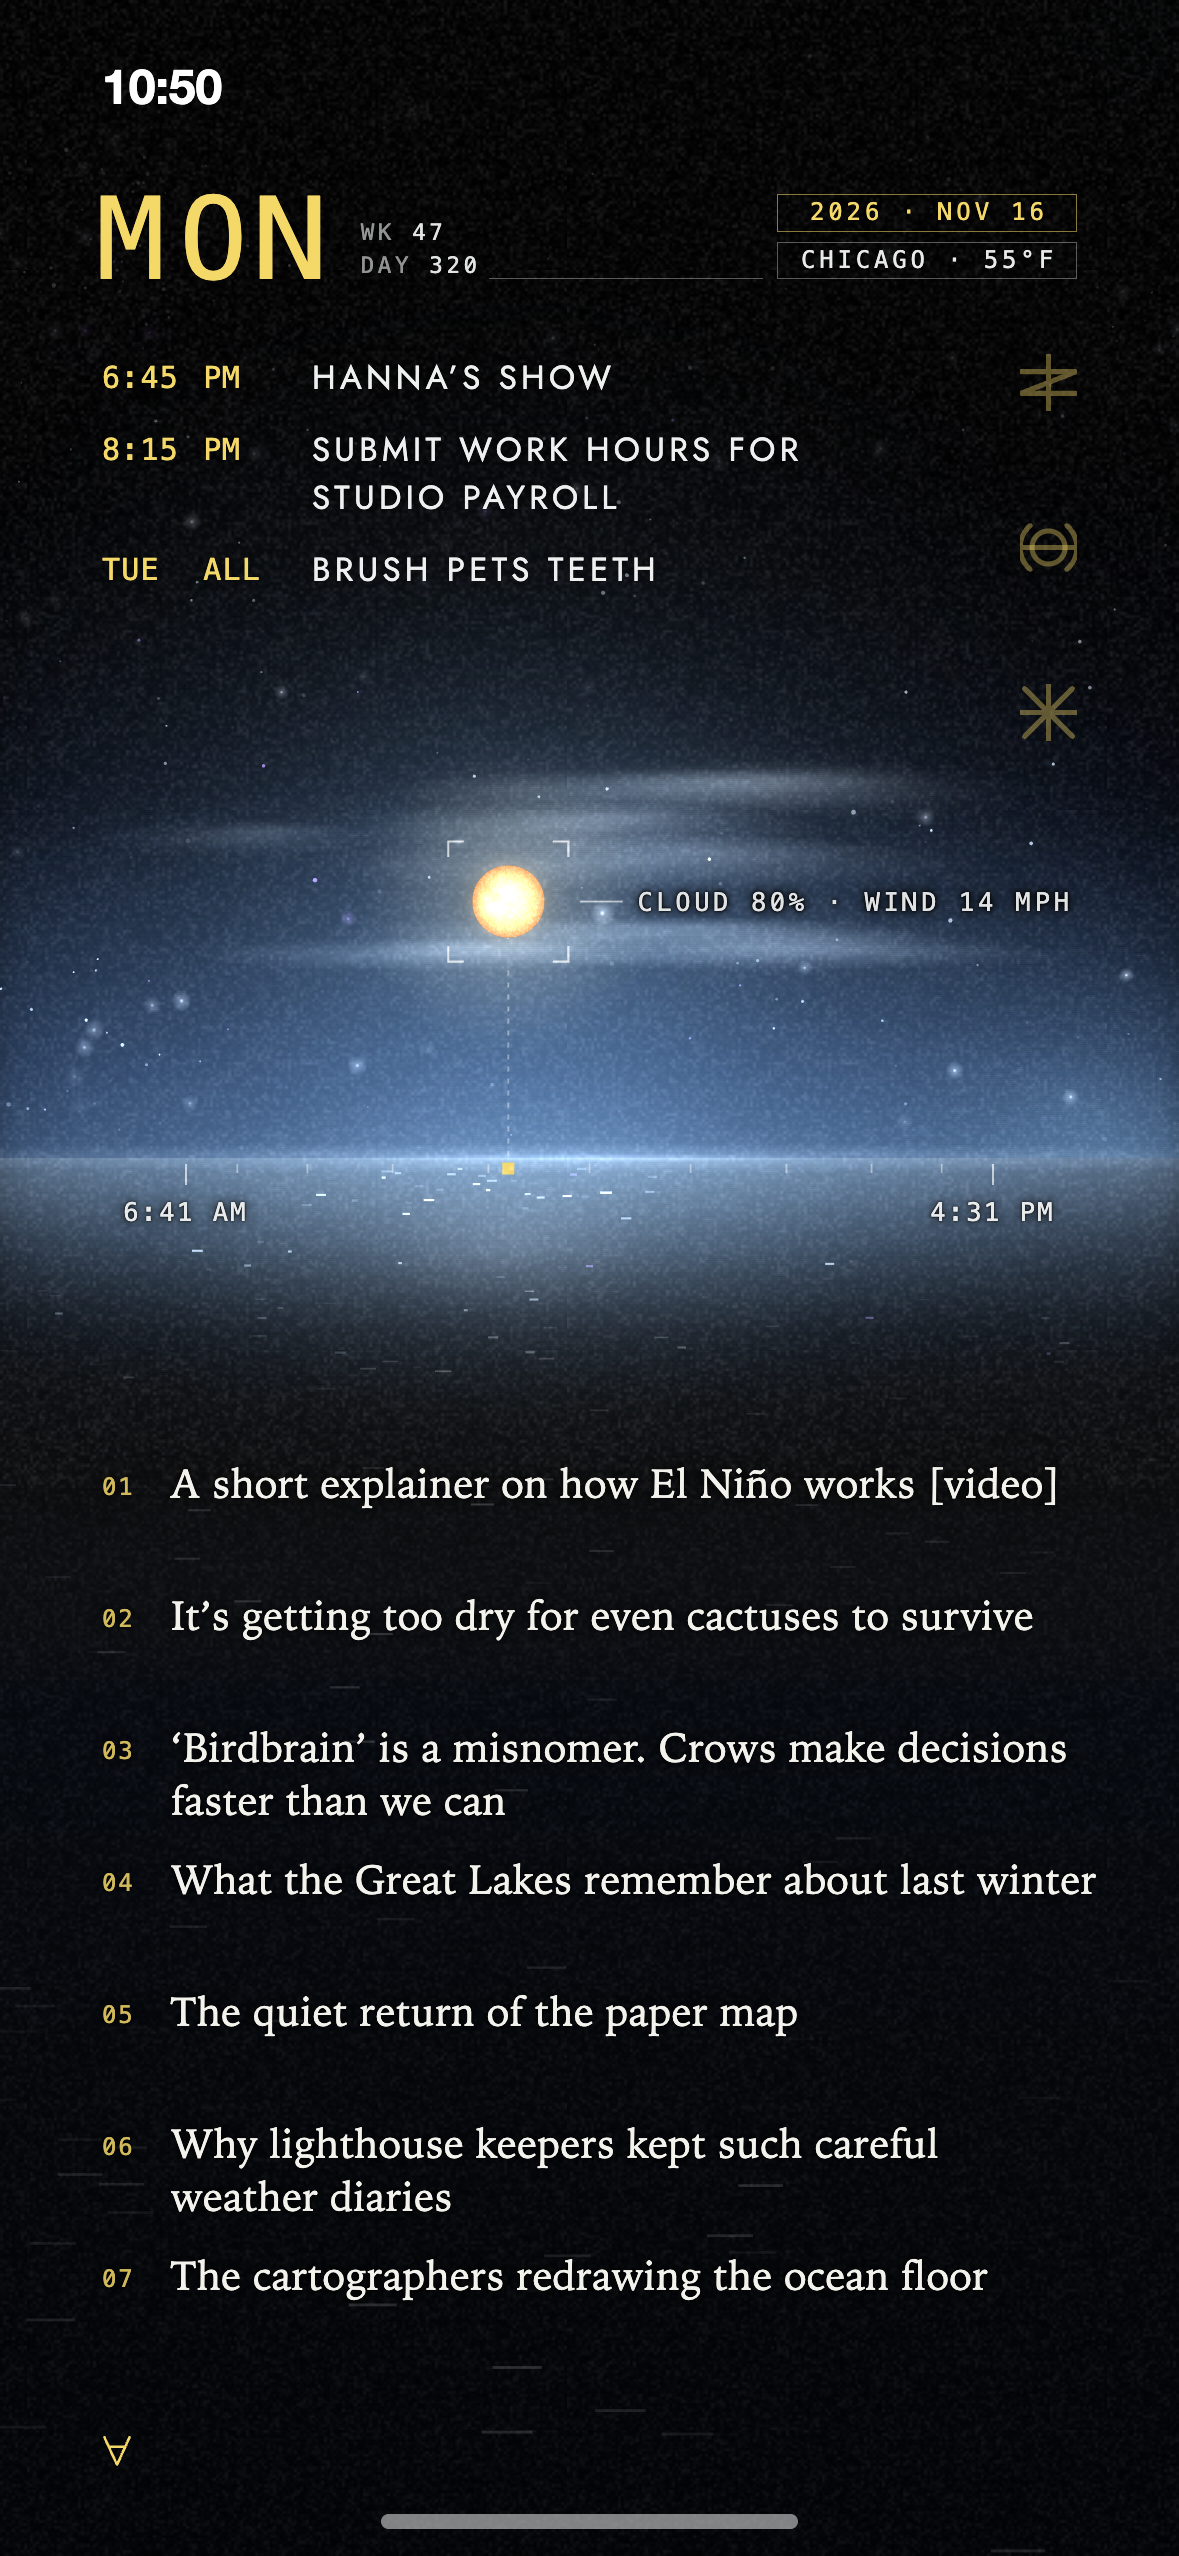 10:50
MON
WK 47
DAY 320
2026 · NOV 16
CHICAGO · 55°F
6:45 PM HANNA’S SHOW
8:15 PM SUBMIT WORK HOURS FOR
STUDIO PAYROLL
TUE ALL BRUSH PETS TEETH
CLOUD 80% · WIND 14 MPH
6:41 AM
4:31 PM
01 A short explainer on how El Niño works [video]
02 It’s getting too dry for even cactuses to survive
03 ‘Birdbrain’ is a misnomer. Crows make decisions
faster than we can
04 What the Great Lakes remember about last winter
05 The quiet return of the paper map
06 Why lighthouse keepers kept such careful
weather diaries
07 The cartographers redrawing the ocean floor